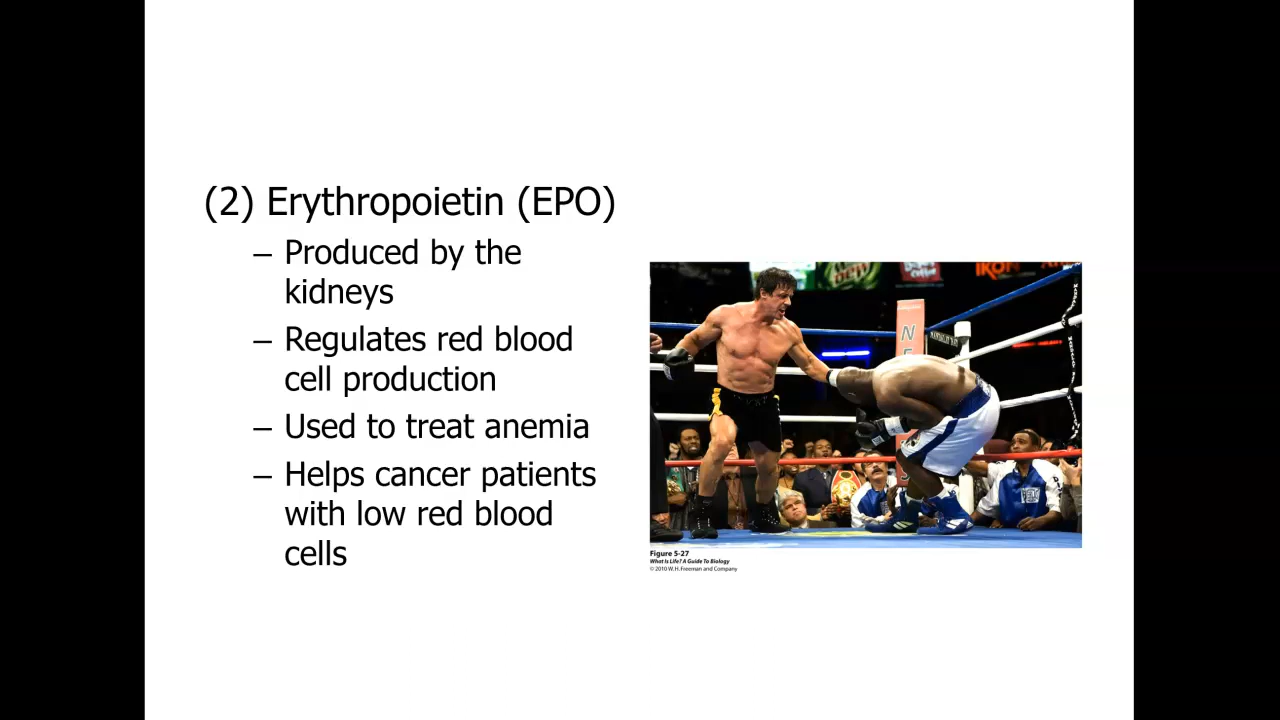 (2) Erythropoietin (EPO)
– Produced by the
kidneys
– Regulates red blood
cell production
– Used to treat anemia
– Helps cancer patients
with low red blood
cells
Figure 5-27
What Is Life? A Guide To Biology
© 2010 W.H. Freeman and Company